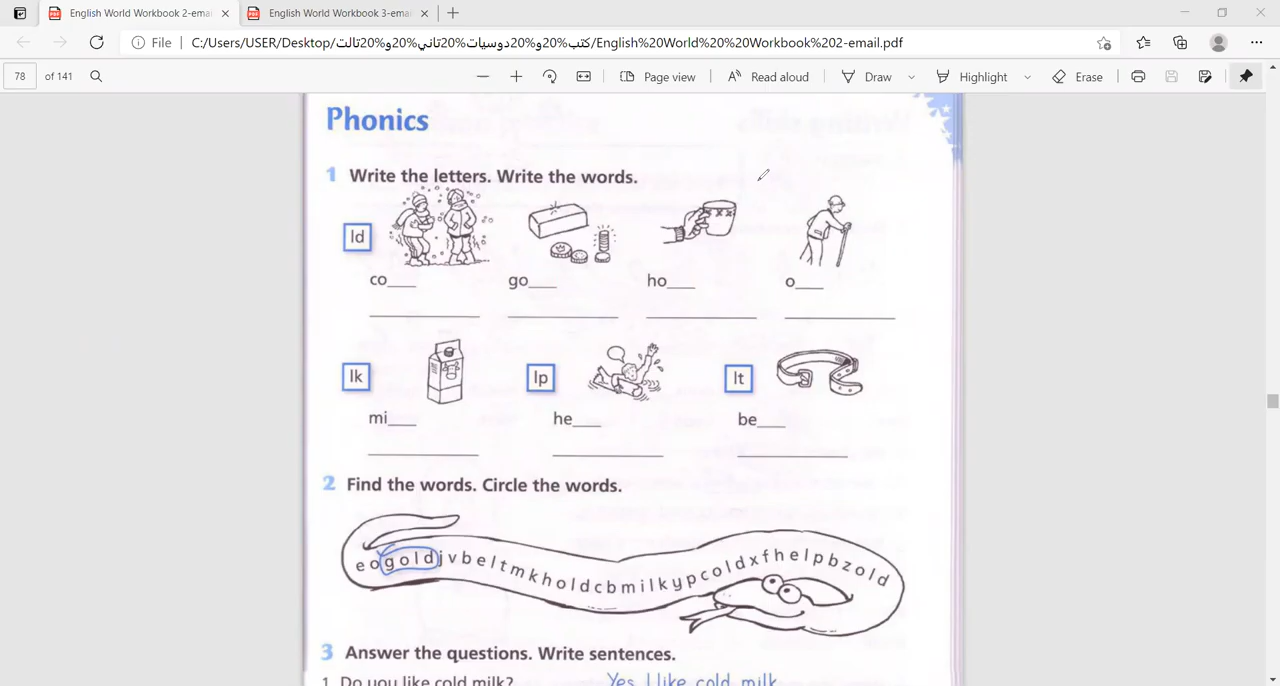 English World Workbook 2-emai
English World Workbook 3-emai
File
C:/Users/USER/Desktop/كتب%20و%20دوسيات%20تاني%20و%20تالت/English%20World%20%20Workbook%202-email.pdf
78 of 141
Page view
Read aloud
Draw
Highlight
Erase
Phonics
1 Write the letters. Write the words.
ld
co___ go___ ho___ o___
lk lp lt
mi___ he___ be___
2 Find the words. Circle the words.
eogoldjvbeltmkholdcbmilkypcoldxfhelpbzold
3 Answer the questions. Write sentences.
1 Do you like cold milk? Yes I like cold milk